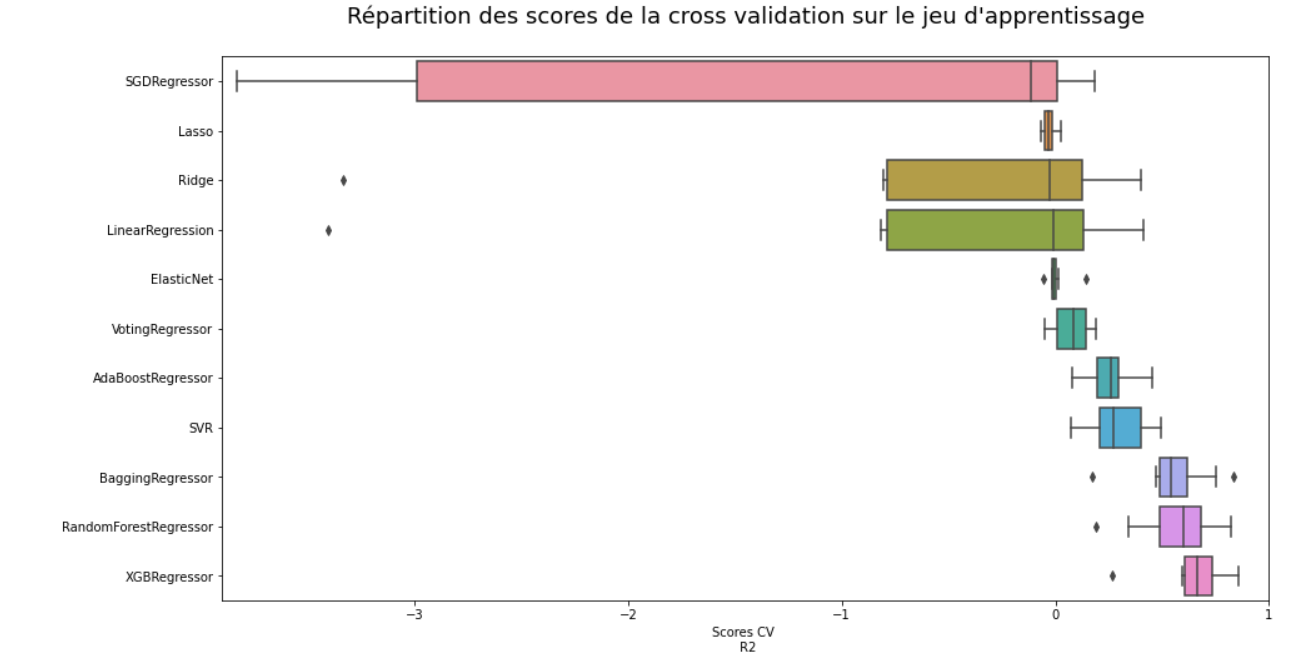 Répartition des scores de la cross validation sur le jeu d'apprentissage
SGDRegressor
Lasso
Ridge
LinearRegression
ElasticNet
VotingRegressor
AdaBoostRegressor
SVR
BaggingRegressor
RandomForestRegressor
XGBRegressor
−3 −2 −1 0 1
Scores CV
R2